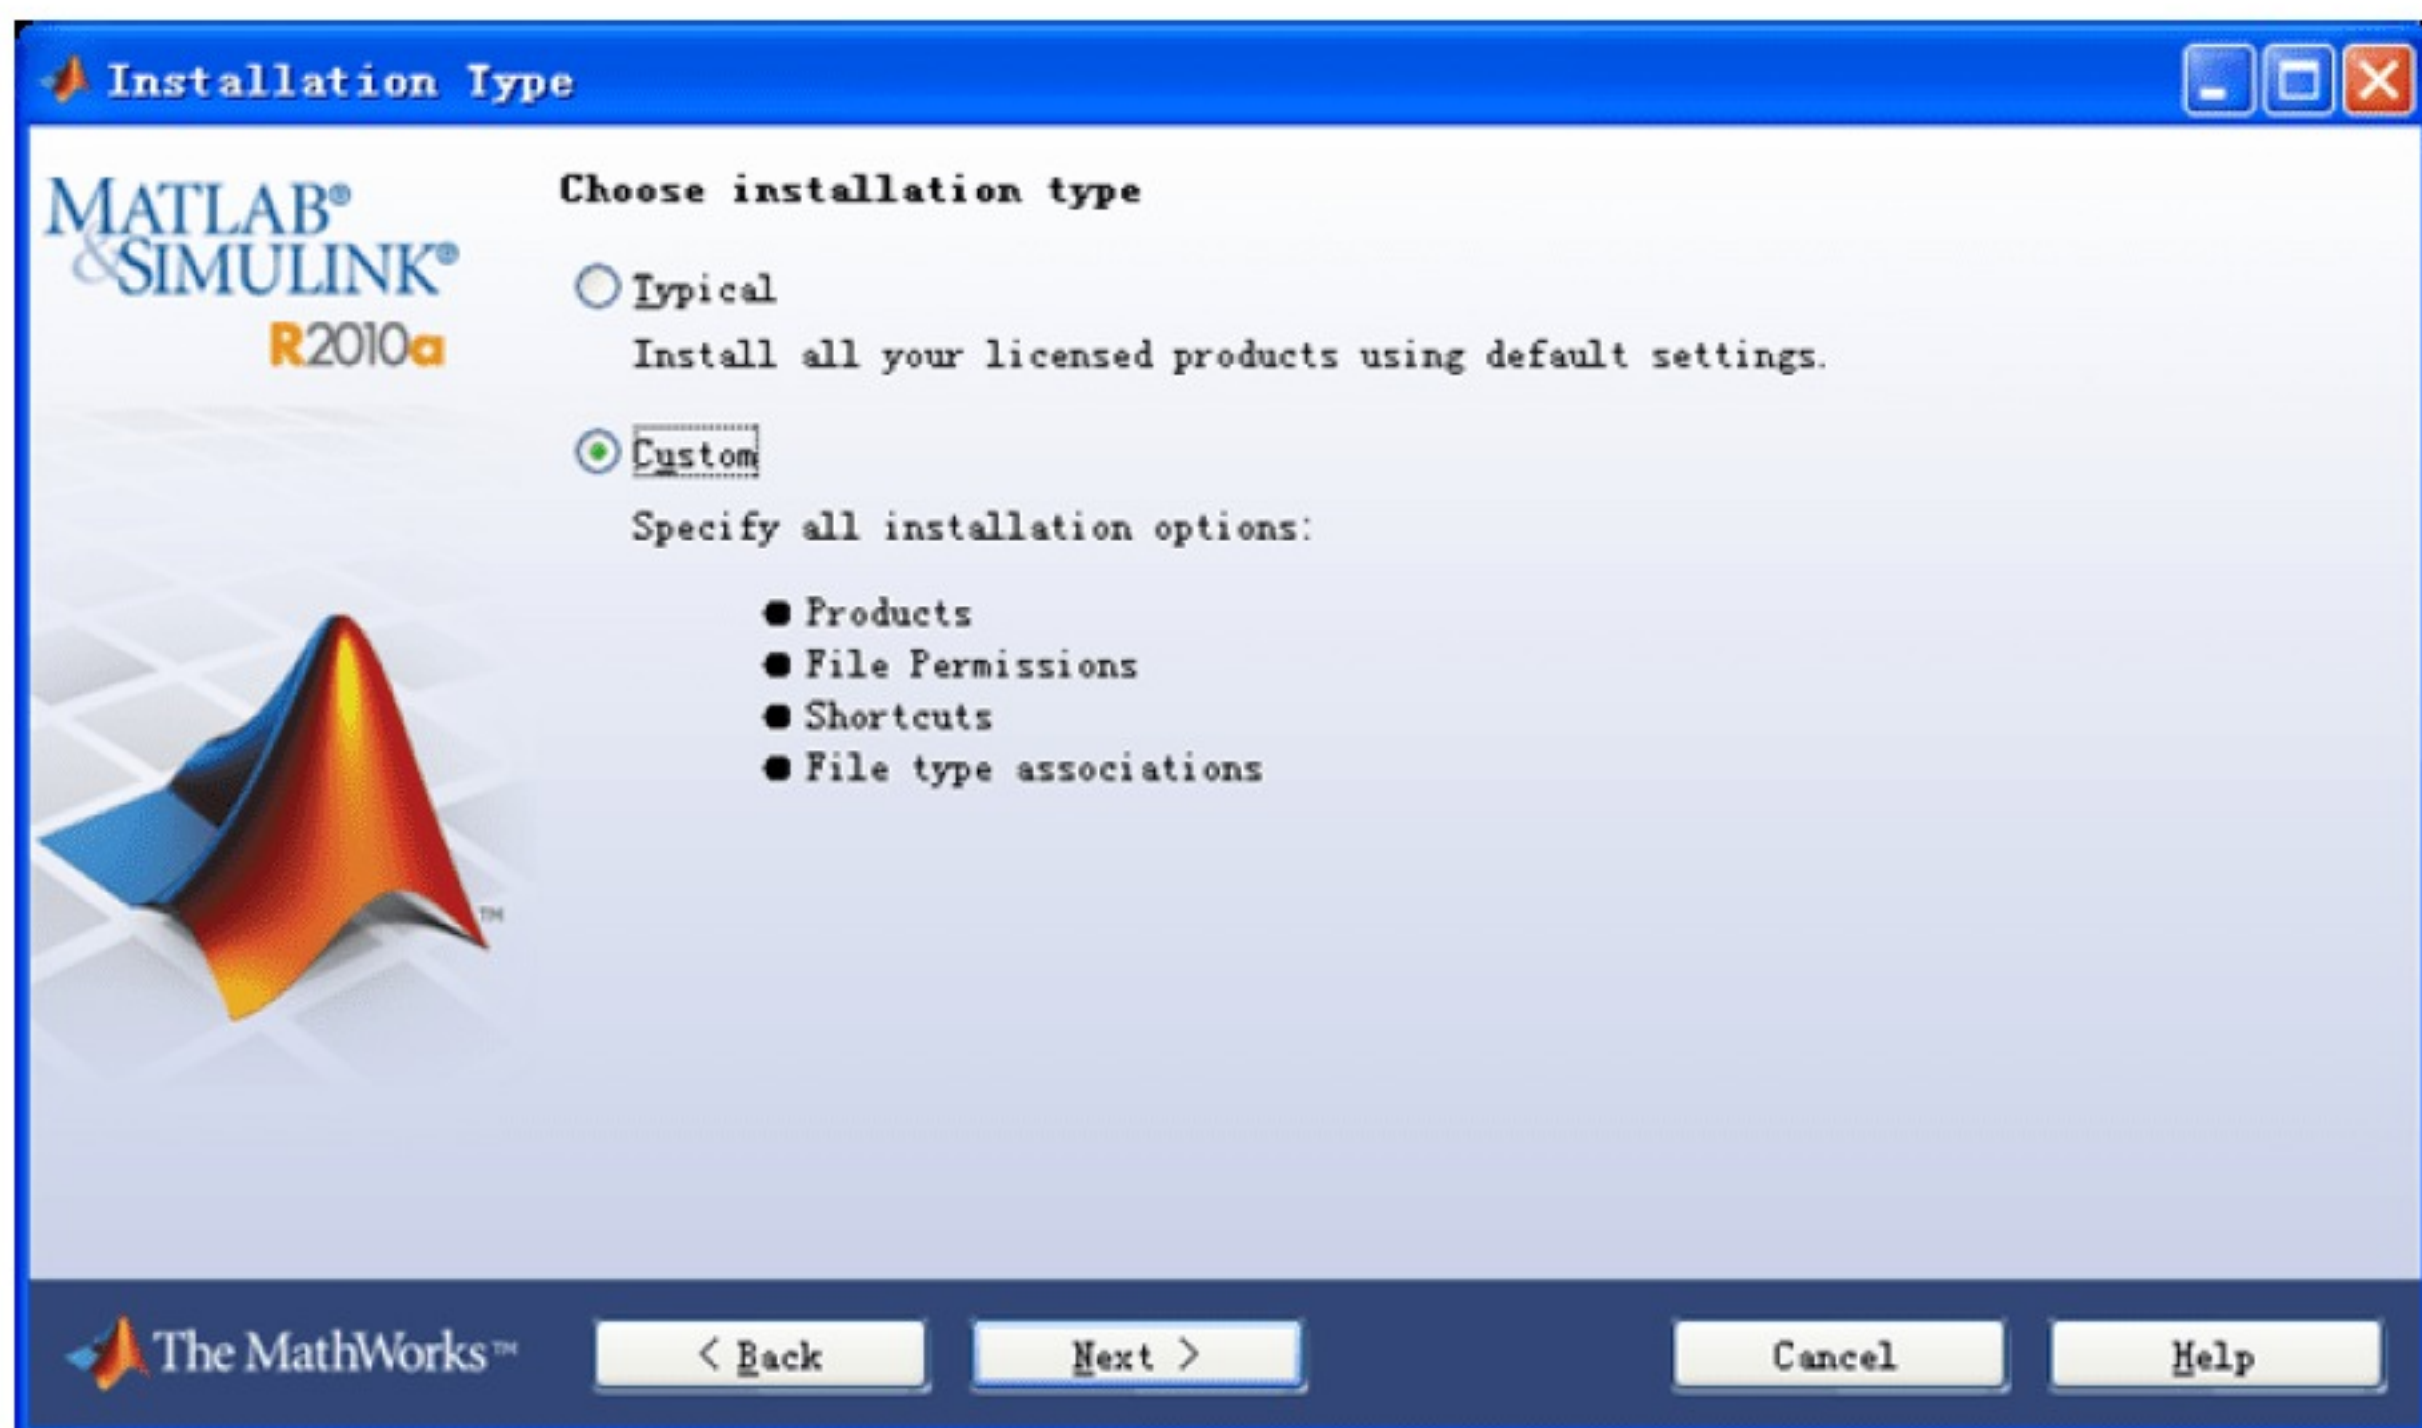 Installation Type
MATLAB®
&SIMULINK®
R2010a
Choose installation type
Typical
Install all your licensed products using default settings.
Custom
Specify all installation options:
● Products
● File Permissions
● Shortcuts
● File type associations
TM
The MathWorks™
< Back
Next >
Cancel
Help